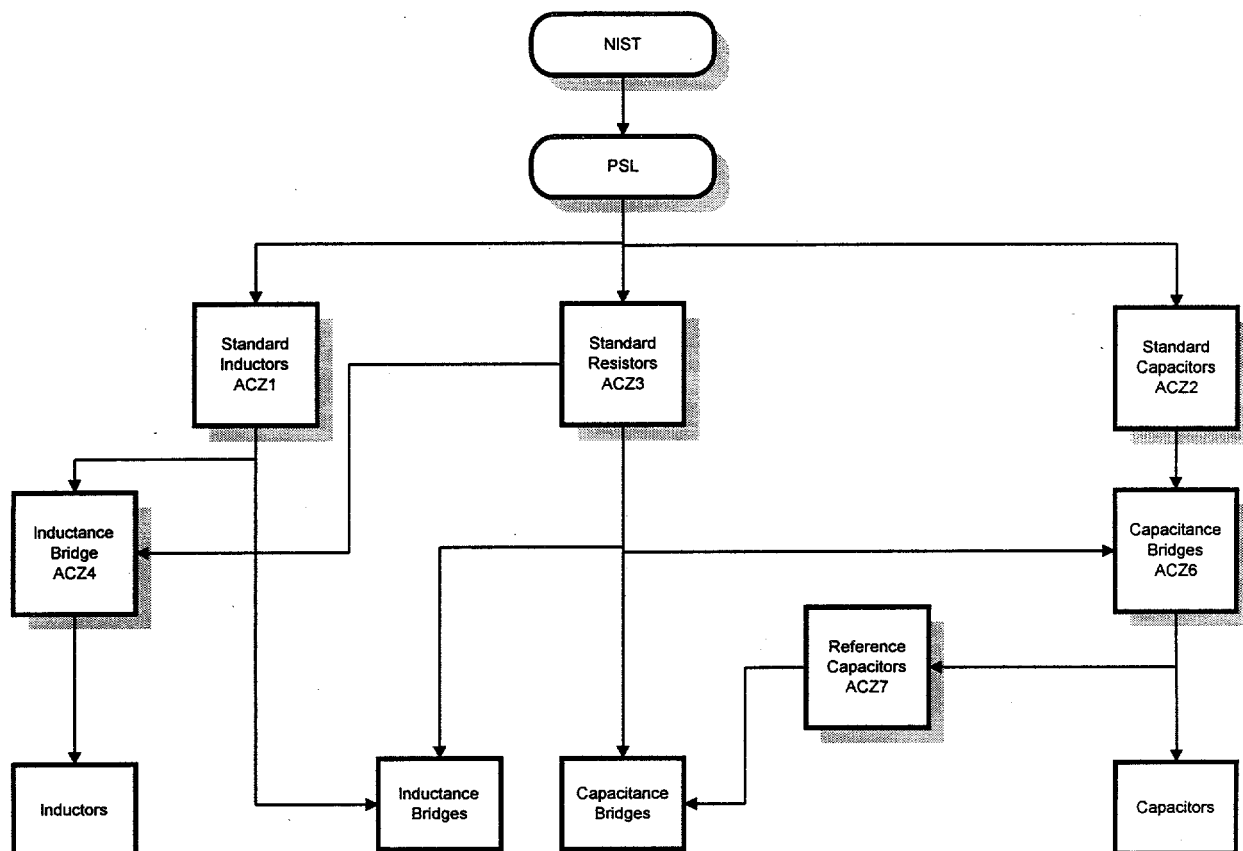 NIST
PSL
Standard
Inductors
ACZ1
Standard
Resistors
ACZ3
Standard
Capacitors
ACZ2
Inductance
Bridge
ACZ4
Capacitance
Bridges
ACZ6
Reference
Capacitors
ACZ7
Inductors
Inductance
Bridges
Capacitance
Bridges
Capacitors